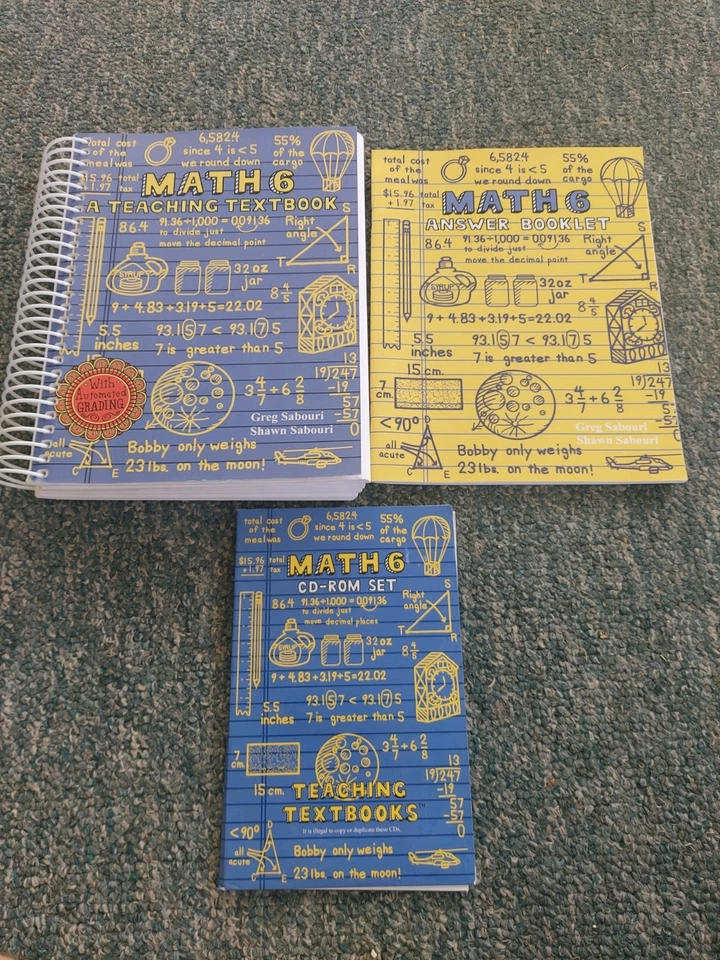 total cost of the meal was
6,5824 since 4 is < 5 we round down
55% of the cargo
$15.96 total
+1.97 tax
MATH 6
A TEACHING TEXTBOOK
864
91.36÷1,000 = 009136
to divide just
move the decimal point
Right angle
S
T
R
SYRUP
32 oz jar
8 4/5
9 + 4.83 + 3.19 + 5 = 22.02
5.5 inches
93.157 < 93.175
7 is greater than 5
15
With
Automated
GRADING
3 4/7 + 6 2/8
13
19)247
-19
57
-57
0
Greg Sabouri
Shawn Sabouri
all acute
C
E
Bobby only weighs
23 lbs. on the moon!
total cost of the meal was
6,5824 since 4 is < 5 we round down
55% of the cargo
$15.96 total
+1.97 tax
MATH 6
ANSWER BOOKLET
864
91.36÷1,000 = 009136
to divide just
move the decimal point
Right angle
S
T
R
SYRUP
32 oz jar
8 4/5
9 + 4.83 + 3.19 + 5 = 22.02
5.5 inches
93.157 < 93.175
7 is greater than 5
15 cm.
7 cm.
3 4/7 + 6 2/8
13
19)247
-19
57
-57
0
<90°
D
Greg Sabouri
Shawn Sabouri
all acute
C
E
Bobby only weighs
23 lbs. on the moon!
total cost of the meal was
6,5824 since 4 is < 5 we round down
55% of the cargo
$15.96 total
+1.97 tax
MATH 6
CD-ROM SET
864
91.36÷1,000 = 009136
to divide just
move decimal places
Right angle
S
T
R
SYRUP
32 oz jar
8 4/5
9 + 4.83 + 3.19 + 5 = 22.02
5.5 inches
93.157 < 93.175
7 is greater than 5
7 cm.
3 4/7 + 6 2/8
13
19)247
-19
57
-57
0
15 cm.
TEACHING
TEXTBOOKS™
It is illegal to copy or duplicate these CDs.
<90°
D
all acute
C
E
Bobby only weighs
23 lbs. on the moon!